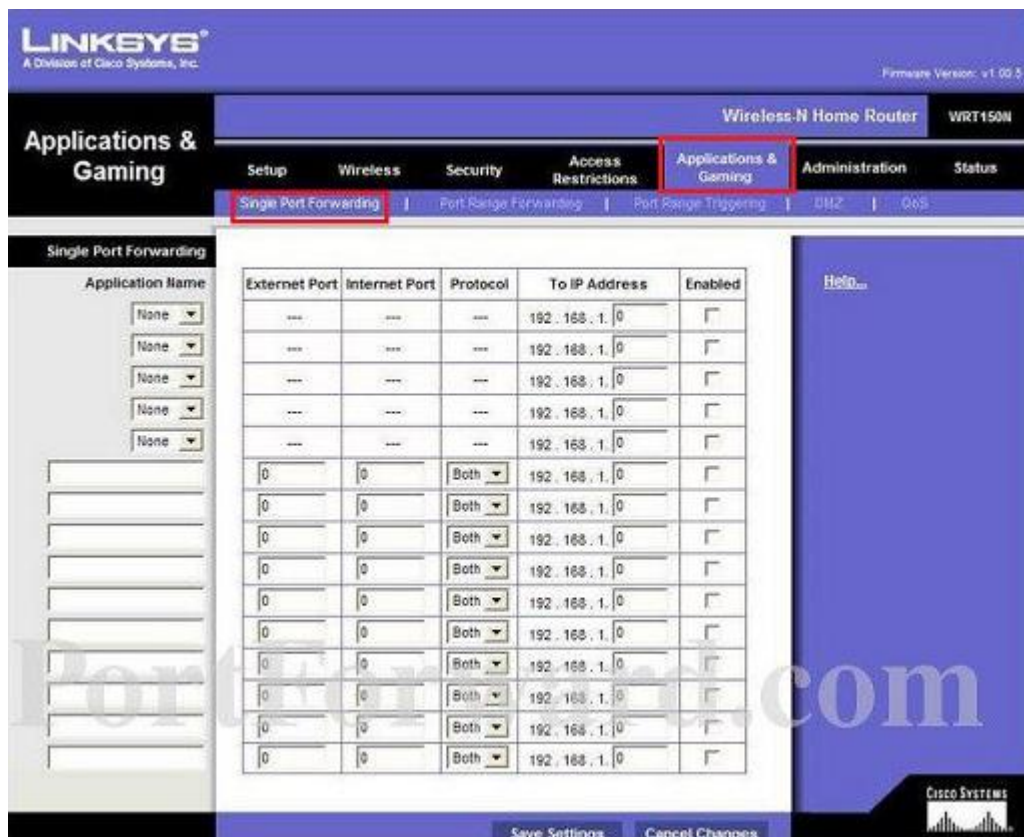 LINKSYS®
A Division of Cisco Systems, Inc.
Firmware Version: v1.00.5
Wireless-N Home Router WRT150N
Applications & Gaming
Setup Wireless Security Access Restrictions Applications & Gaming Administration Status
Single Port Forwarding | Port Range Forwarding | Port Range Triggering | DMZ | QoS
Single Port Forwarding
Application Name External Port Internet Port Protocol To IP Address Enabled
Help...
None --- --- --- 192 . 168 . 1. 0
None --- --- --- 192 . 168 . 1. 0
None --- --- --- 192 . 168 . 1. 0
None --- --- --- 192 . 168 . 1. 0
None --- --- --- 192 . 168 . 1. 0
0 0 Both 192 . 168 . 1. 0
0 0 Both 192 . 168 . 1. 0
0 0 Both 192 . 168 . 1. 0
0 0 Both 192 . 168 . 1. 0
0 0 Both 192 . 168 . 1. 0
0 0 Both 192 . 168 . 1. 0
0 0 Both 192 . 168 . 1. 0
0 0 Both 192 . 168 . 1. 0
0 0 Both 192 . 168 . 1. 0
0 0 Both 192 . 168 . 1. 0
PortForward.com
CISCO SYSTEMS
Save Settings Cancel Changes